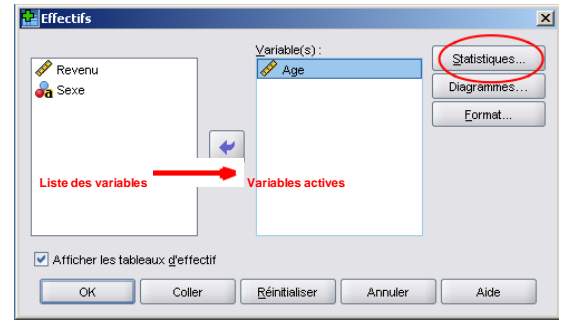 Effectifs
Variable(s) :
Revenu
Sexe
Age
Statistiques...
Diagrammes...
Format...
Liste des variables
Variables actives
Afficher les tableaux d'effectif
OK
Coller
Réinitialiser
Annuler
Aide